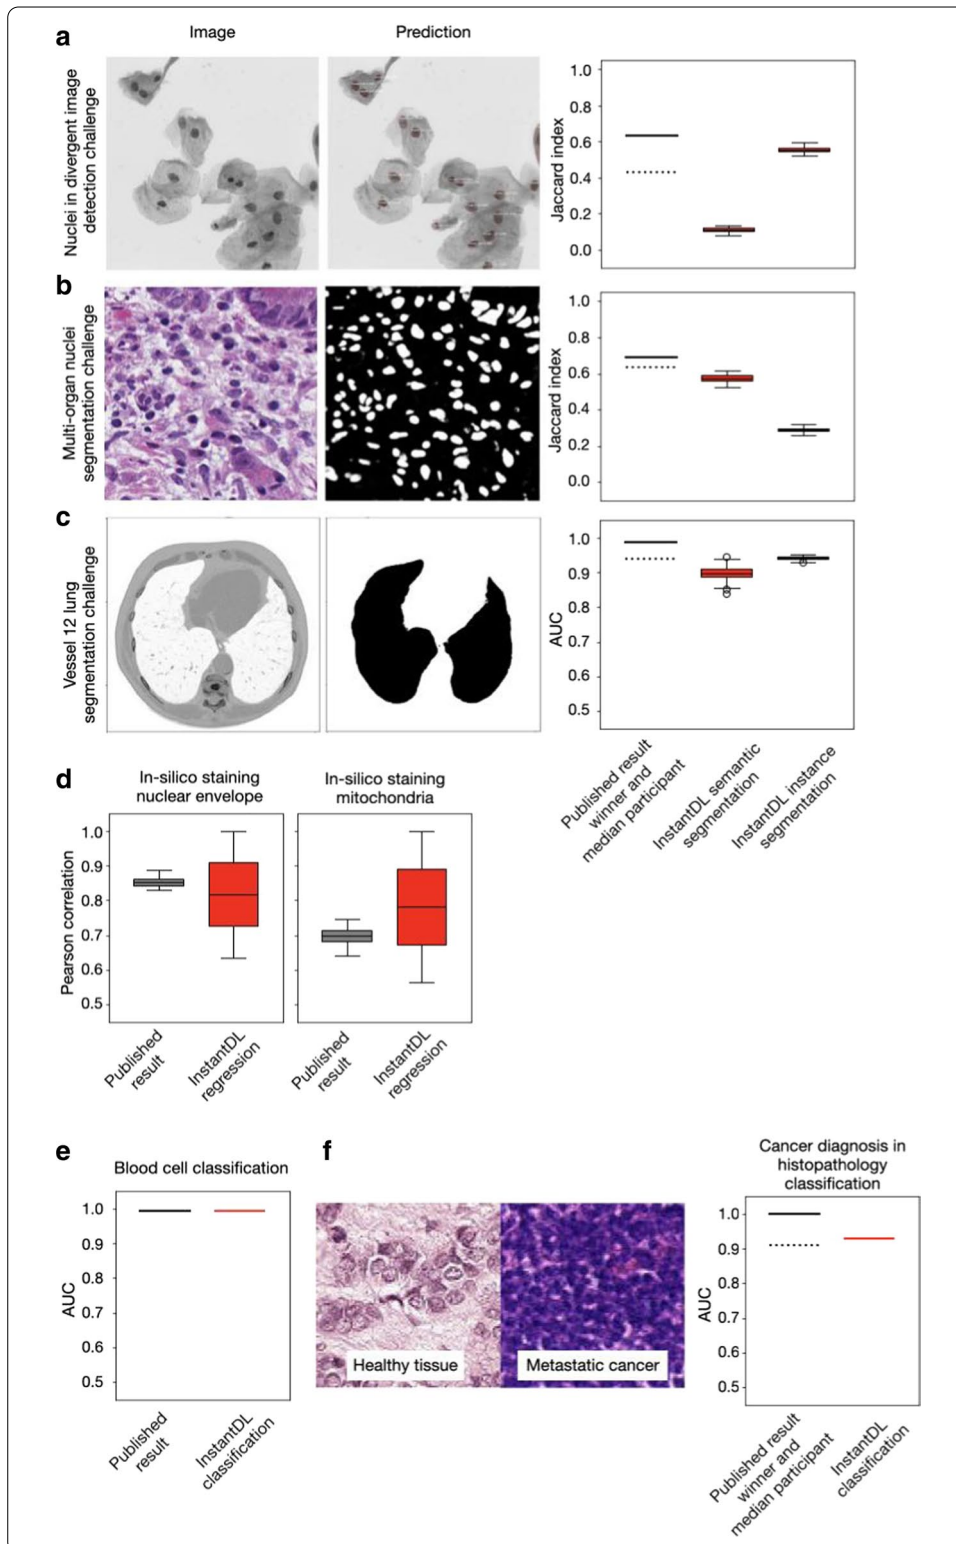 a
Image
Prediction
Nuclei in divergent image
detection challenge
Jaccard index
1.0
0.8
0.6
0.4
0.2
0.0
b
Multi-organ nuclei
segmentation challenge
Jaccard index
1.0
0.8
0.6
0.4
0.2
0.0
c
Vessel 12 lung
segmentation challenge
AUC
1.0
0.9
0.8
0.7
0.6
0.5
Published result
winner and
median participant
InstantDL semantic
segmentation
InstantDL instance
segmentation
d
In-silico staining
nuclear envelope
In-silico staining
mitochondria
Pearson correlation
1.0
0.9
0.8
0.7
0.6
0.5
Published
result
InstantDL
regression
Published
result
InstantDL
regression
e
Blood cell classification
AUC
1.0
0.9
0.8
0.7
0.6
0.5
Published
result
InstantDL
classification
f
Healthy tissue
Metastatic cancer
Cancer diagnosis in
histopathology
classification
AUC
1.0
0.9
0.8
0.7
0.6
0.5
Published result
winner and
median participant
InstantDL
classification